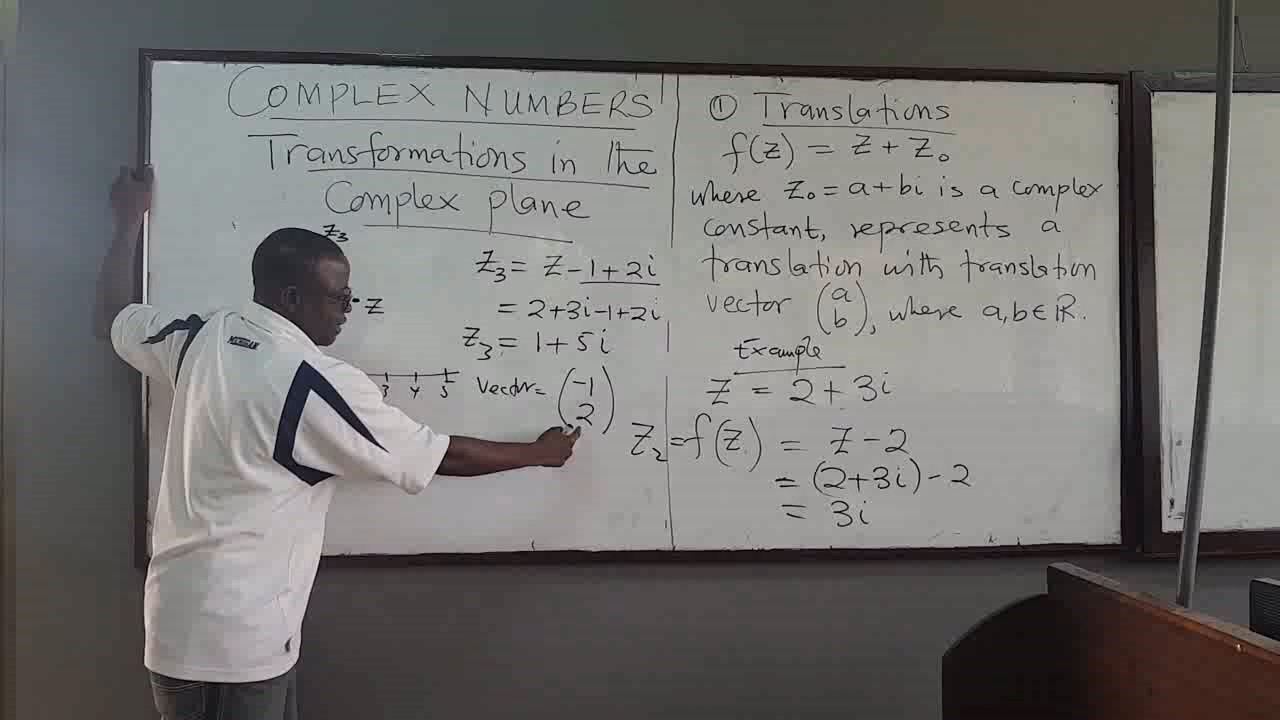 COMPLEX NUMBERS
Transformations in the
Complex plane
Z₃
Z₃ = Z-1+2i
Z
= 2+3i-1+2i
Z₃ = 1+5i
3 4 5
Vector = (-1
2)
① Translations
f(z) = Z + Z₀
where Z₀ = a+bi is a complex
constant, represents a
translation with translation
vector (a
b), where a,b∈ℝ.
Example
Z = 2+3i
Z₂ = f(z) = Z-2
= (2+3i)-2
= 3i
MICHIGAN